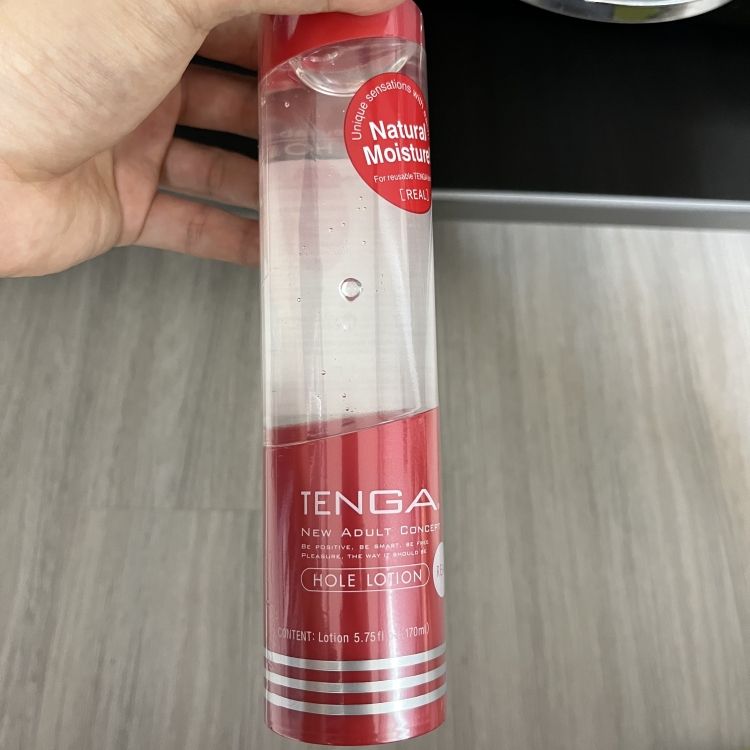 Unique sensations with
Natural
Moisture
For reusable TENGA
[REAL]
TENGA
NEW ADULT CONCEPT
BE POSITIVE, BE SMART, BE FREE
PLEASURE, THE WAY IT SHOULD BE
HOLE LOTION
CONTENT: Lotion 5.75fl (170ml)